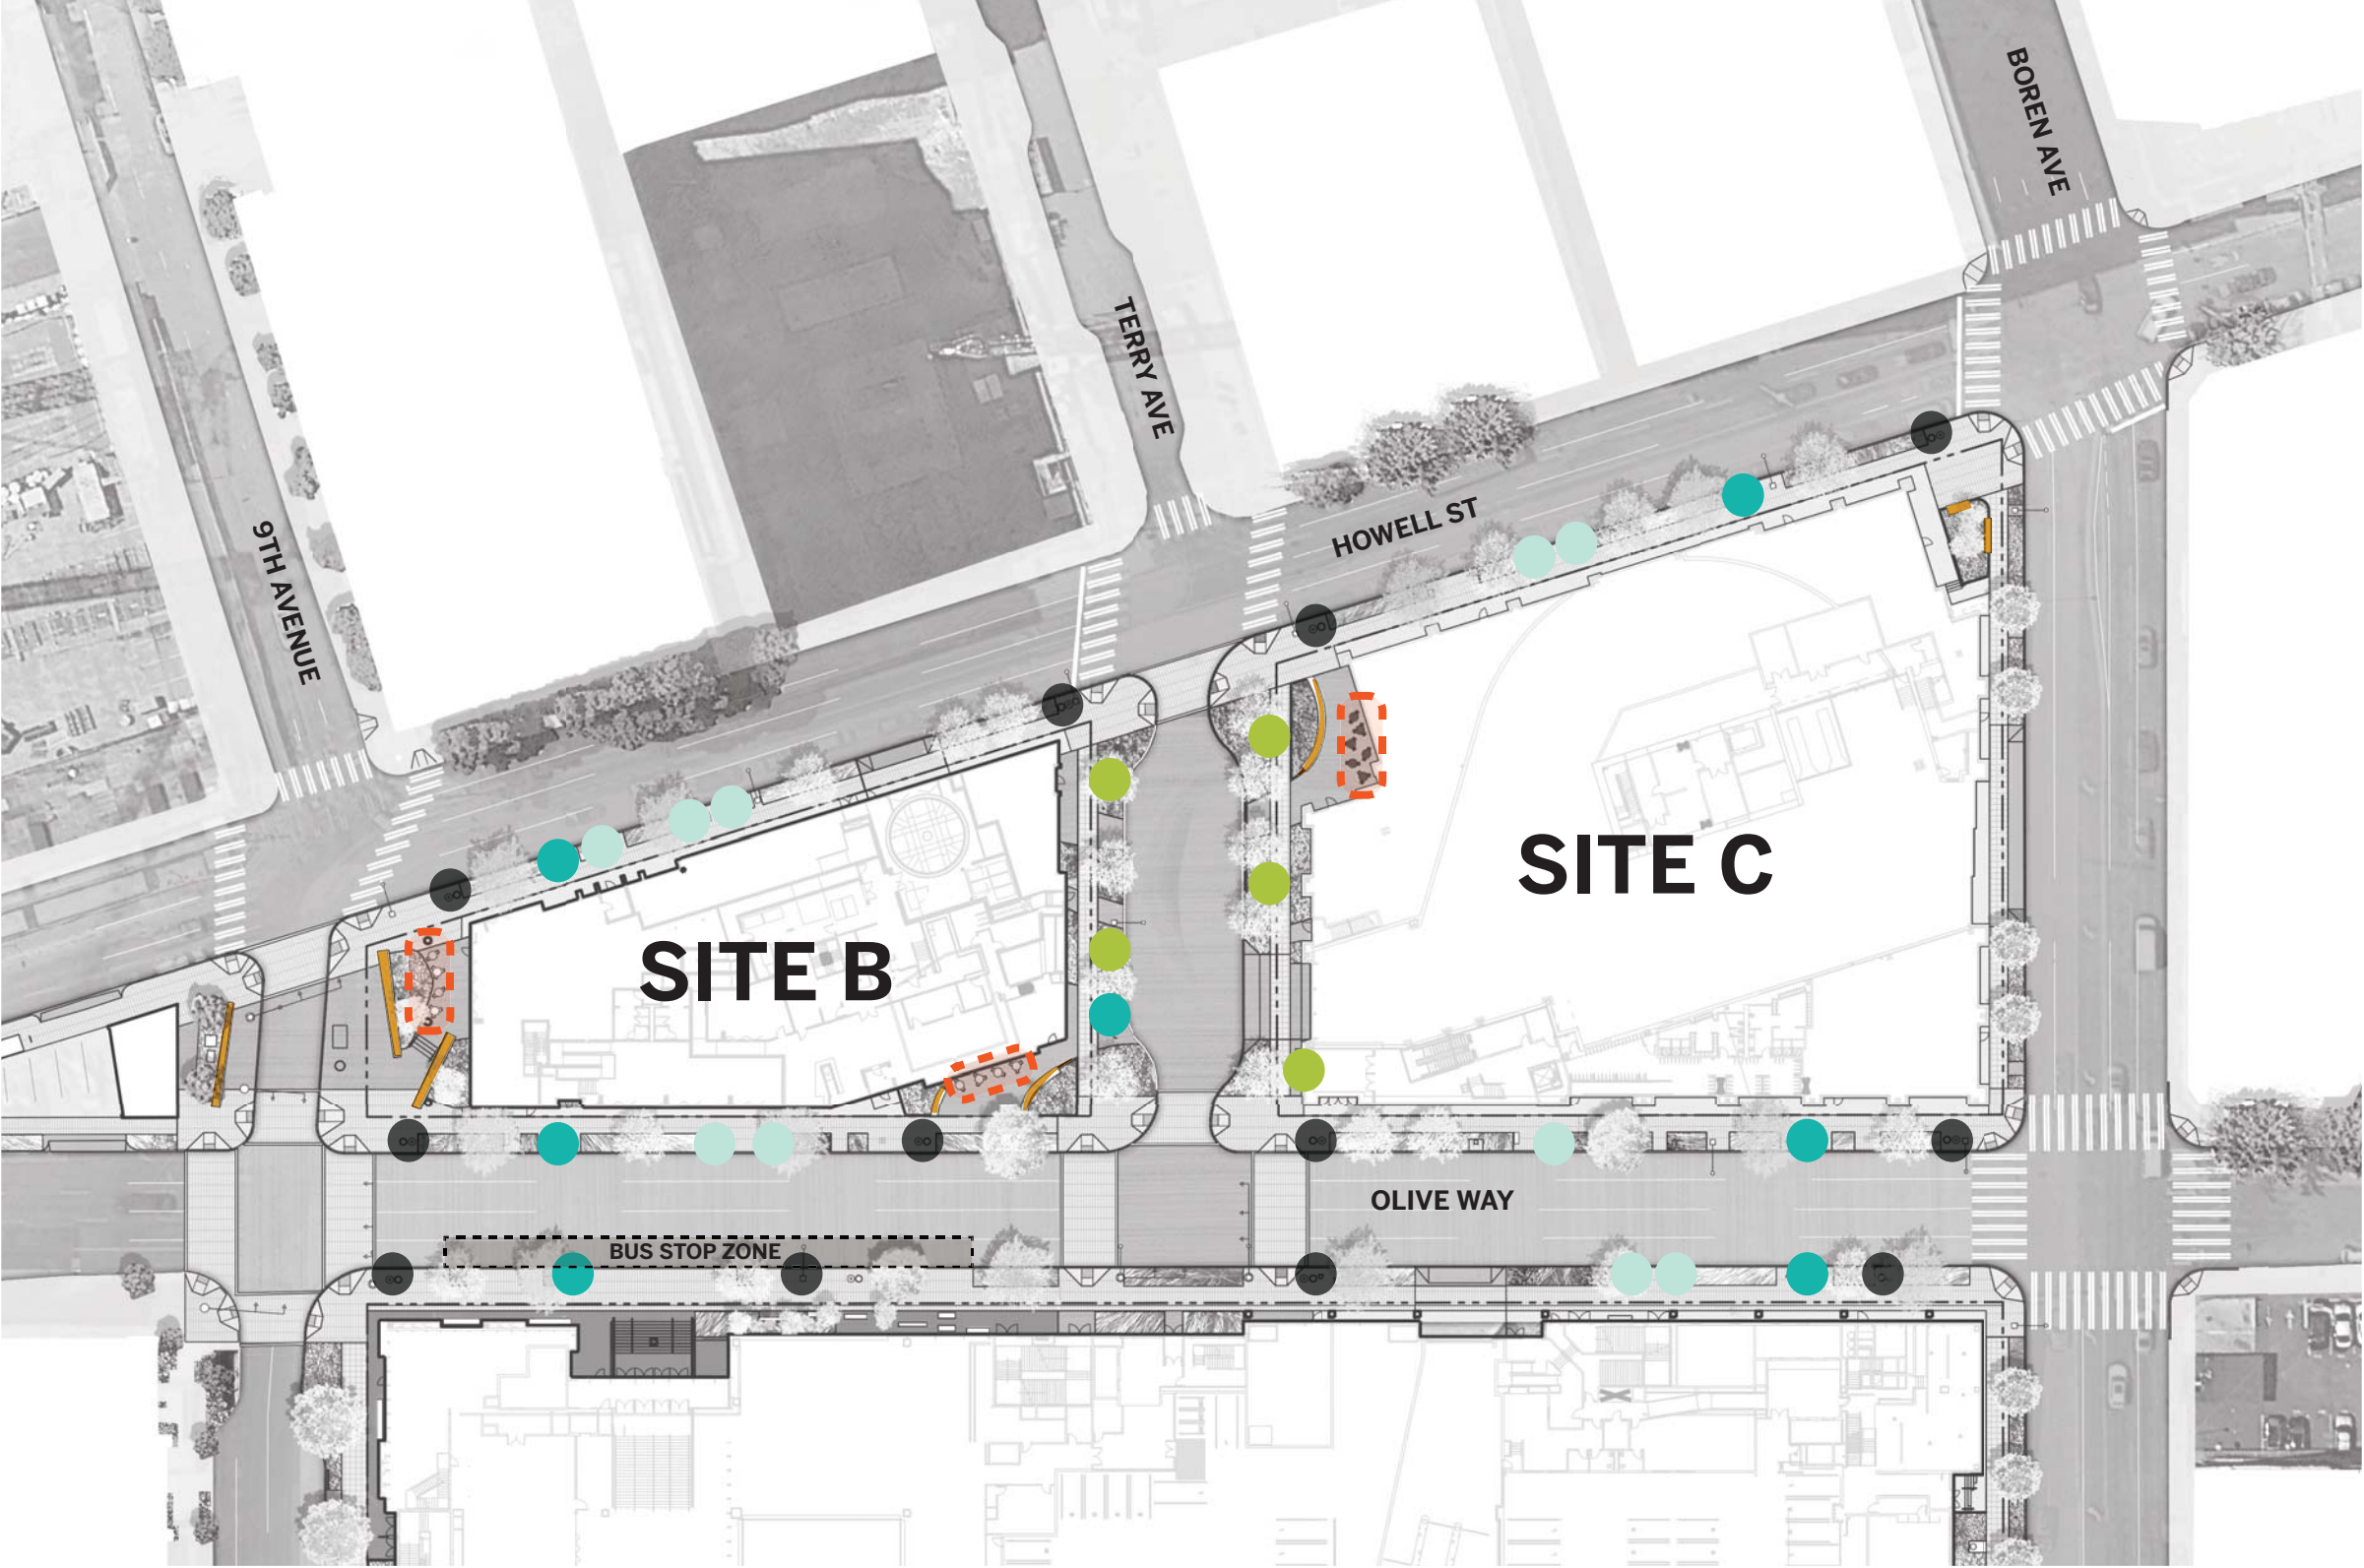 BOREN AVE
TERRY AVE
HOWELL ST
9TH AVENUE
SITE C
SITE B
OLIVE WAY
BUS STOP ZONE